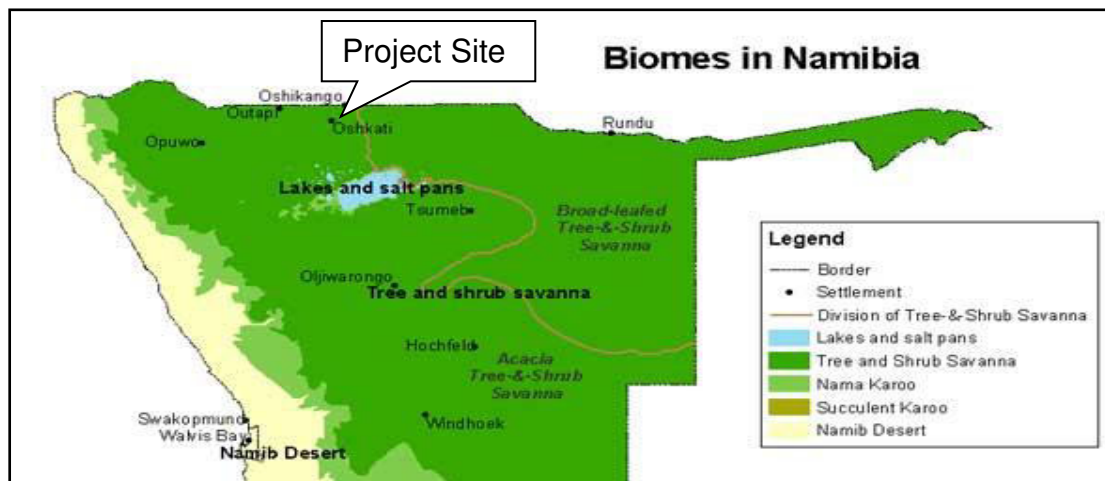 Project Site
Biomes in Namibia
Oshikango
Outapi
Oshkati
Rundu
Opuwo
Lakes and salt pans
Tsumeb
Broad-leafed
Tree-&-Shrub
Savanna
Oljiwarongo
Tree and shrub savanna
Hochfeld
Acacia
Tree-&-Shrub
Savanna
Swakopmund
Walvis Bay
Windhoek
Namib Desert
Legend
Border
Settlement
Division of Tree-&-Shrub Savanna
Lakes and salt pans
Tree and Shrub Savanna
Nama Karoo
Succulent Karoo
Namib Desert